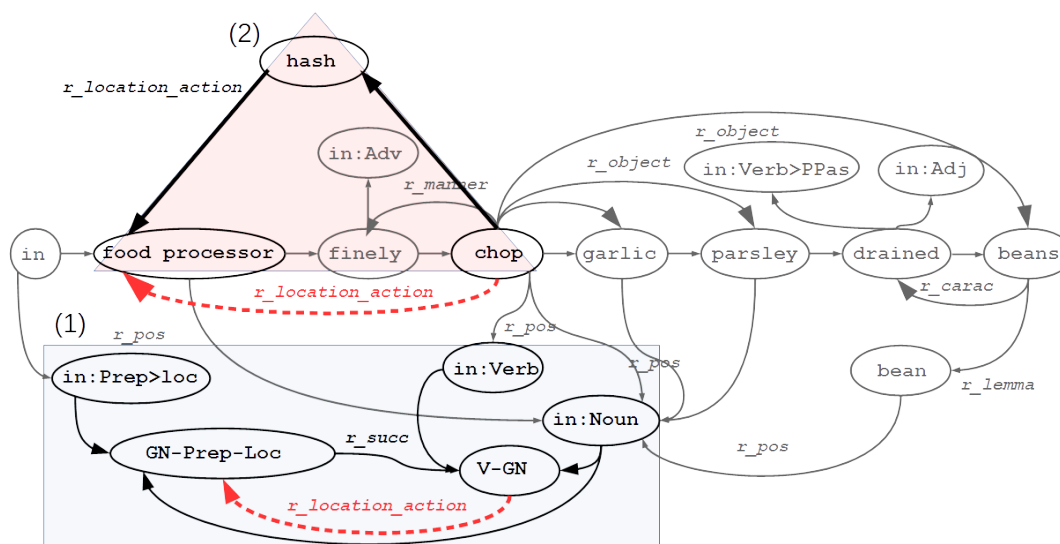 (2)
hash
r_location_action
r_object
in:Adv
r_object
in:Verb>PPas
in:Adj
r_manner
in
food processor
finely
chop
garlic
parsley
drained
beans
r_location_action
r_carac
(1)
r_pos
r_pos
in:Prep>loc
in:Verb
r_pos
bean
r_lemma
in:Noun
GN-Prep-Loc
r_succ
V-GN
r_pos
r_location_action